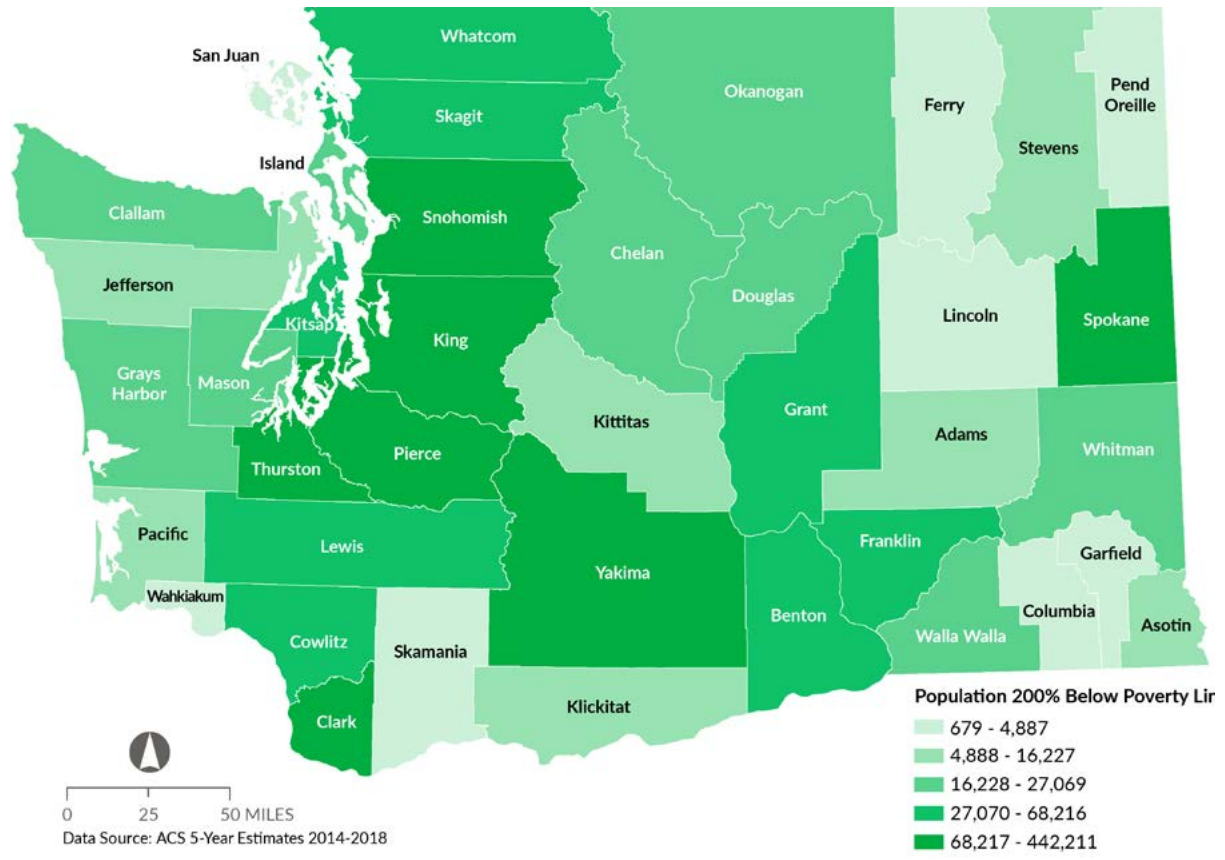 Whatcom
San Juan
Skagit
Okanogan
Ferry
Pend
Oreille
Stevens
Island
Clallam
Snohomish
Chelan
Jefferson
Douglas
Lincoln
Spokane
Kitsap
King
Grays
Harbor
Mason
Kittitas
Grant
Adams
Whitman
Thurston
Pierce
Pacific
Lewis
Yakima
Franklin
Garfield
Wahkiakum
Cowlitz
Skamania
Benton
Walla Walla
Columbia
Asotin
Clark
Klickitat
Population 200% Below Poverty
679 - 4,887
4,888 - 16,227
16,228 - 27,069
27,070 - 68,216
68,217 - 442,211
0 25 50 MILES
Data Source: ACS 5-Year Estimates 2014-2018